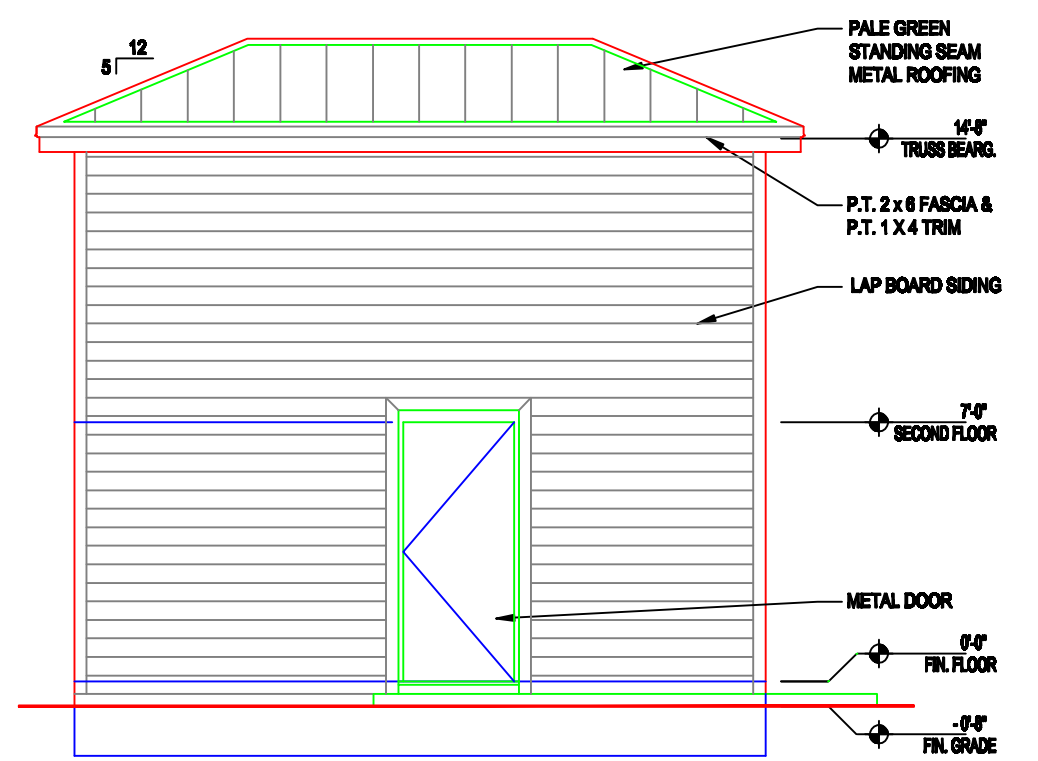 12
5
PALE GREEN
STANDING SEAM
METAL ROOFING
14'-8"
TRUSS BEARG.
P.T. 2 x 6 FASCIA &
P.T. 1 X 4 TRIM
LAP BOARD SIDING
7'-0"
SECOND FLOOR
METAL DOOR
0'-0"
FIN. FLOOR
- 0'-8"
FIN. GRADE